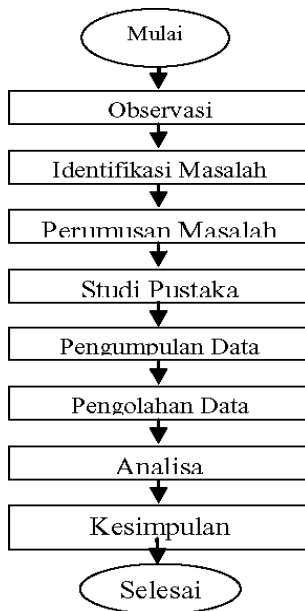 Mulai
Observasi
Identifikasi Masalah
Perumusan Masalah
Studi Pustaka
Pengumpulan Data
Pengolahan Data
Analisa
Kesimpulan
Selesai